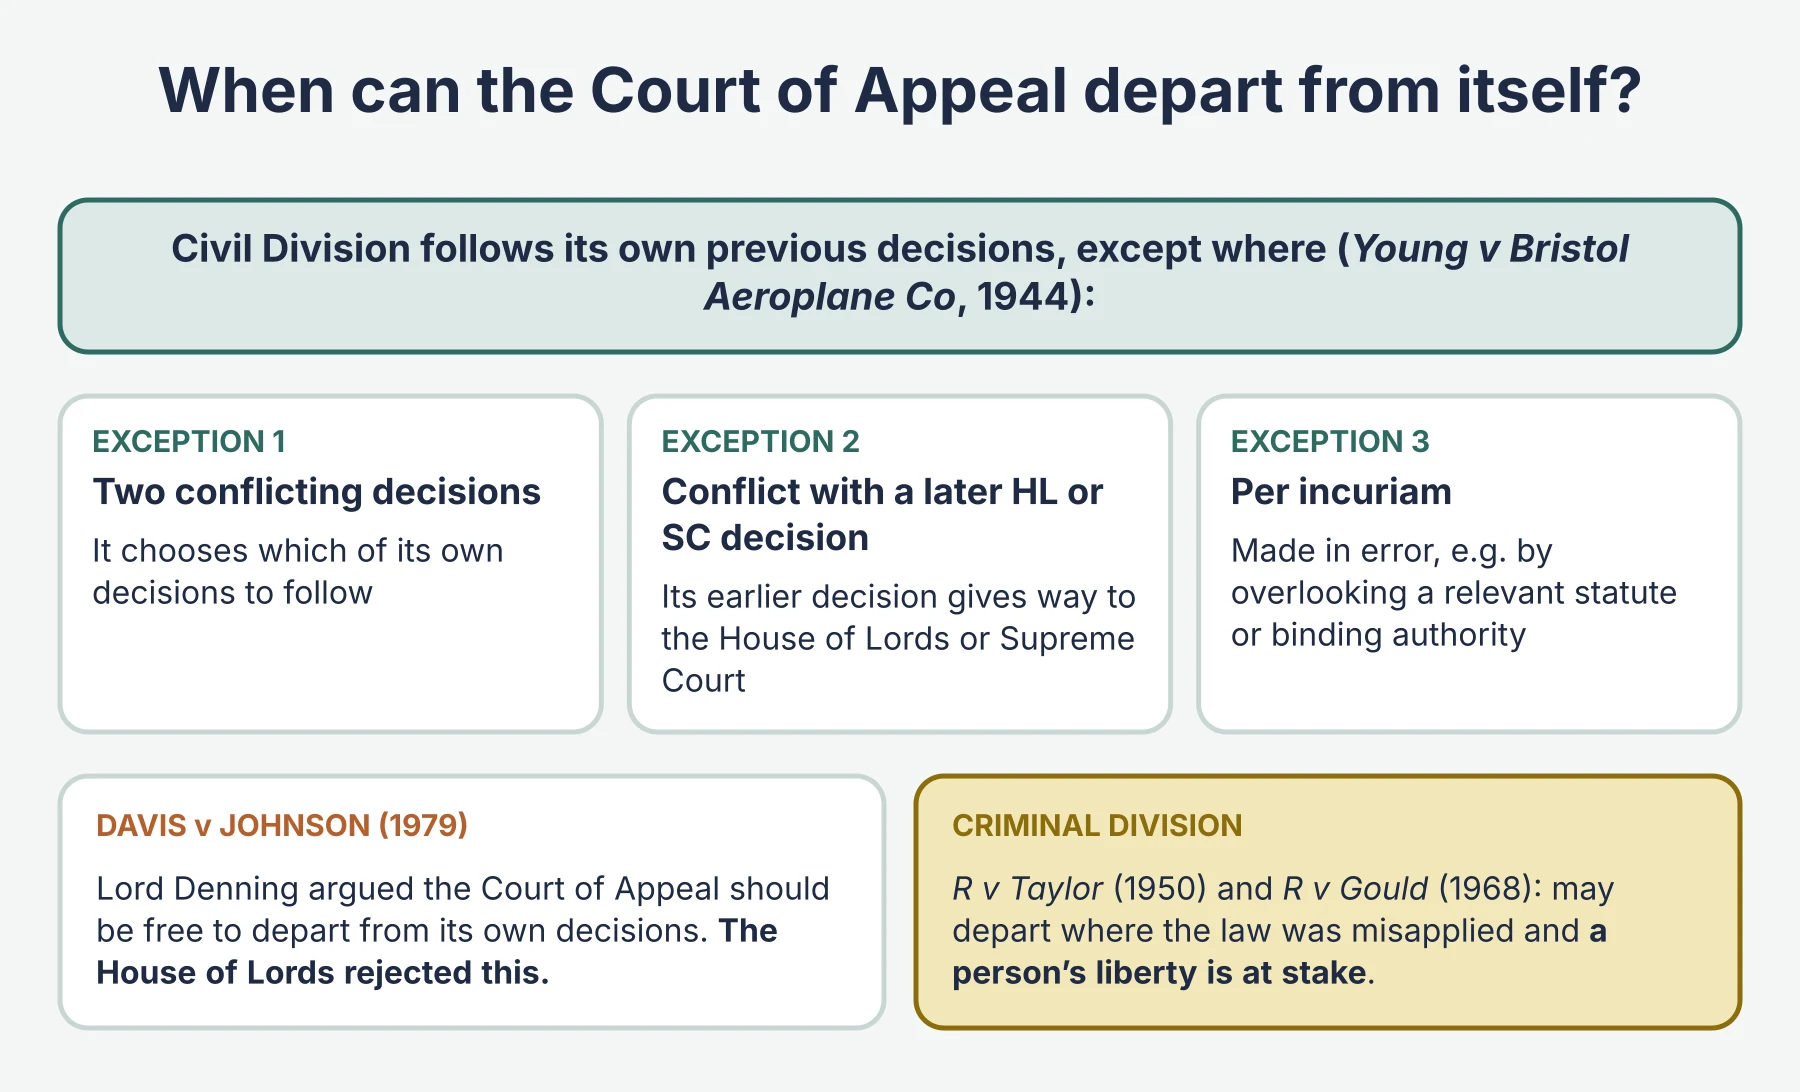 When can the Court of Appeal depart from itself?
Civil Division follows its own previous decisions, except where (Young v Bristol
Aeroplane Co, 1944):
EXCEPTION 1
Two conflicting decisions
It chooses which of its own
decisions to follow
EXCEPTION 2
Conflict with a later HL or
SC decision
Its earlier decision gives way to
the House of Lords or Supreme
Court
EXCEPTION 3
Per incuriam
Made in error, e.g. by
overlooking a relevant statute
or binding authority
DAVIS v JOHNSON (1979)
Lord Denning argued the Court of Appeal should
be free to depart from its own decisions. The
House of Lords rejected this.
CRIMINAL DIVISION
R v Taylor (1950) and R v Gould (1968): may
depart where the law was misapplied and a
person’s liberty is at stake.